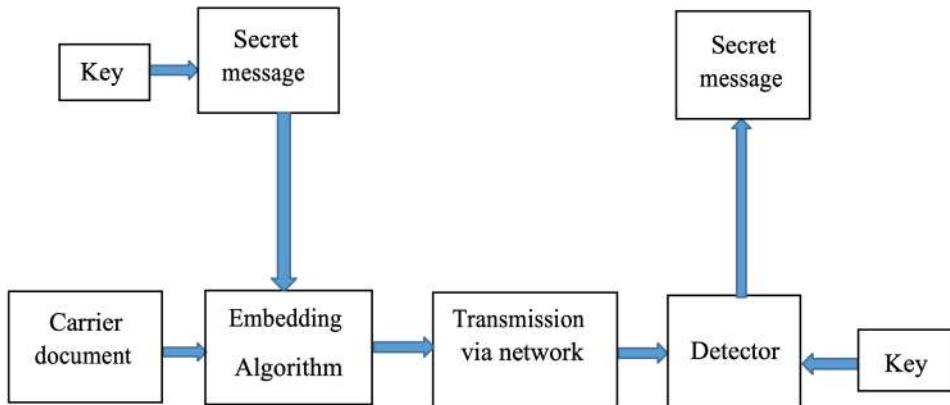 Key
Secret
message
Secret
message
Carrier
document
Embedding
Algorithm
Transmission
via network
Detector
Key